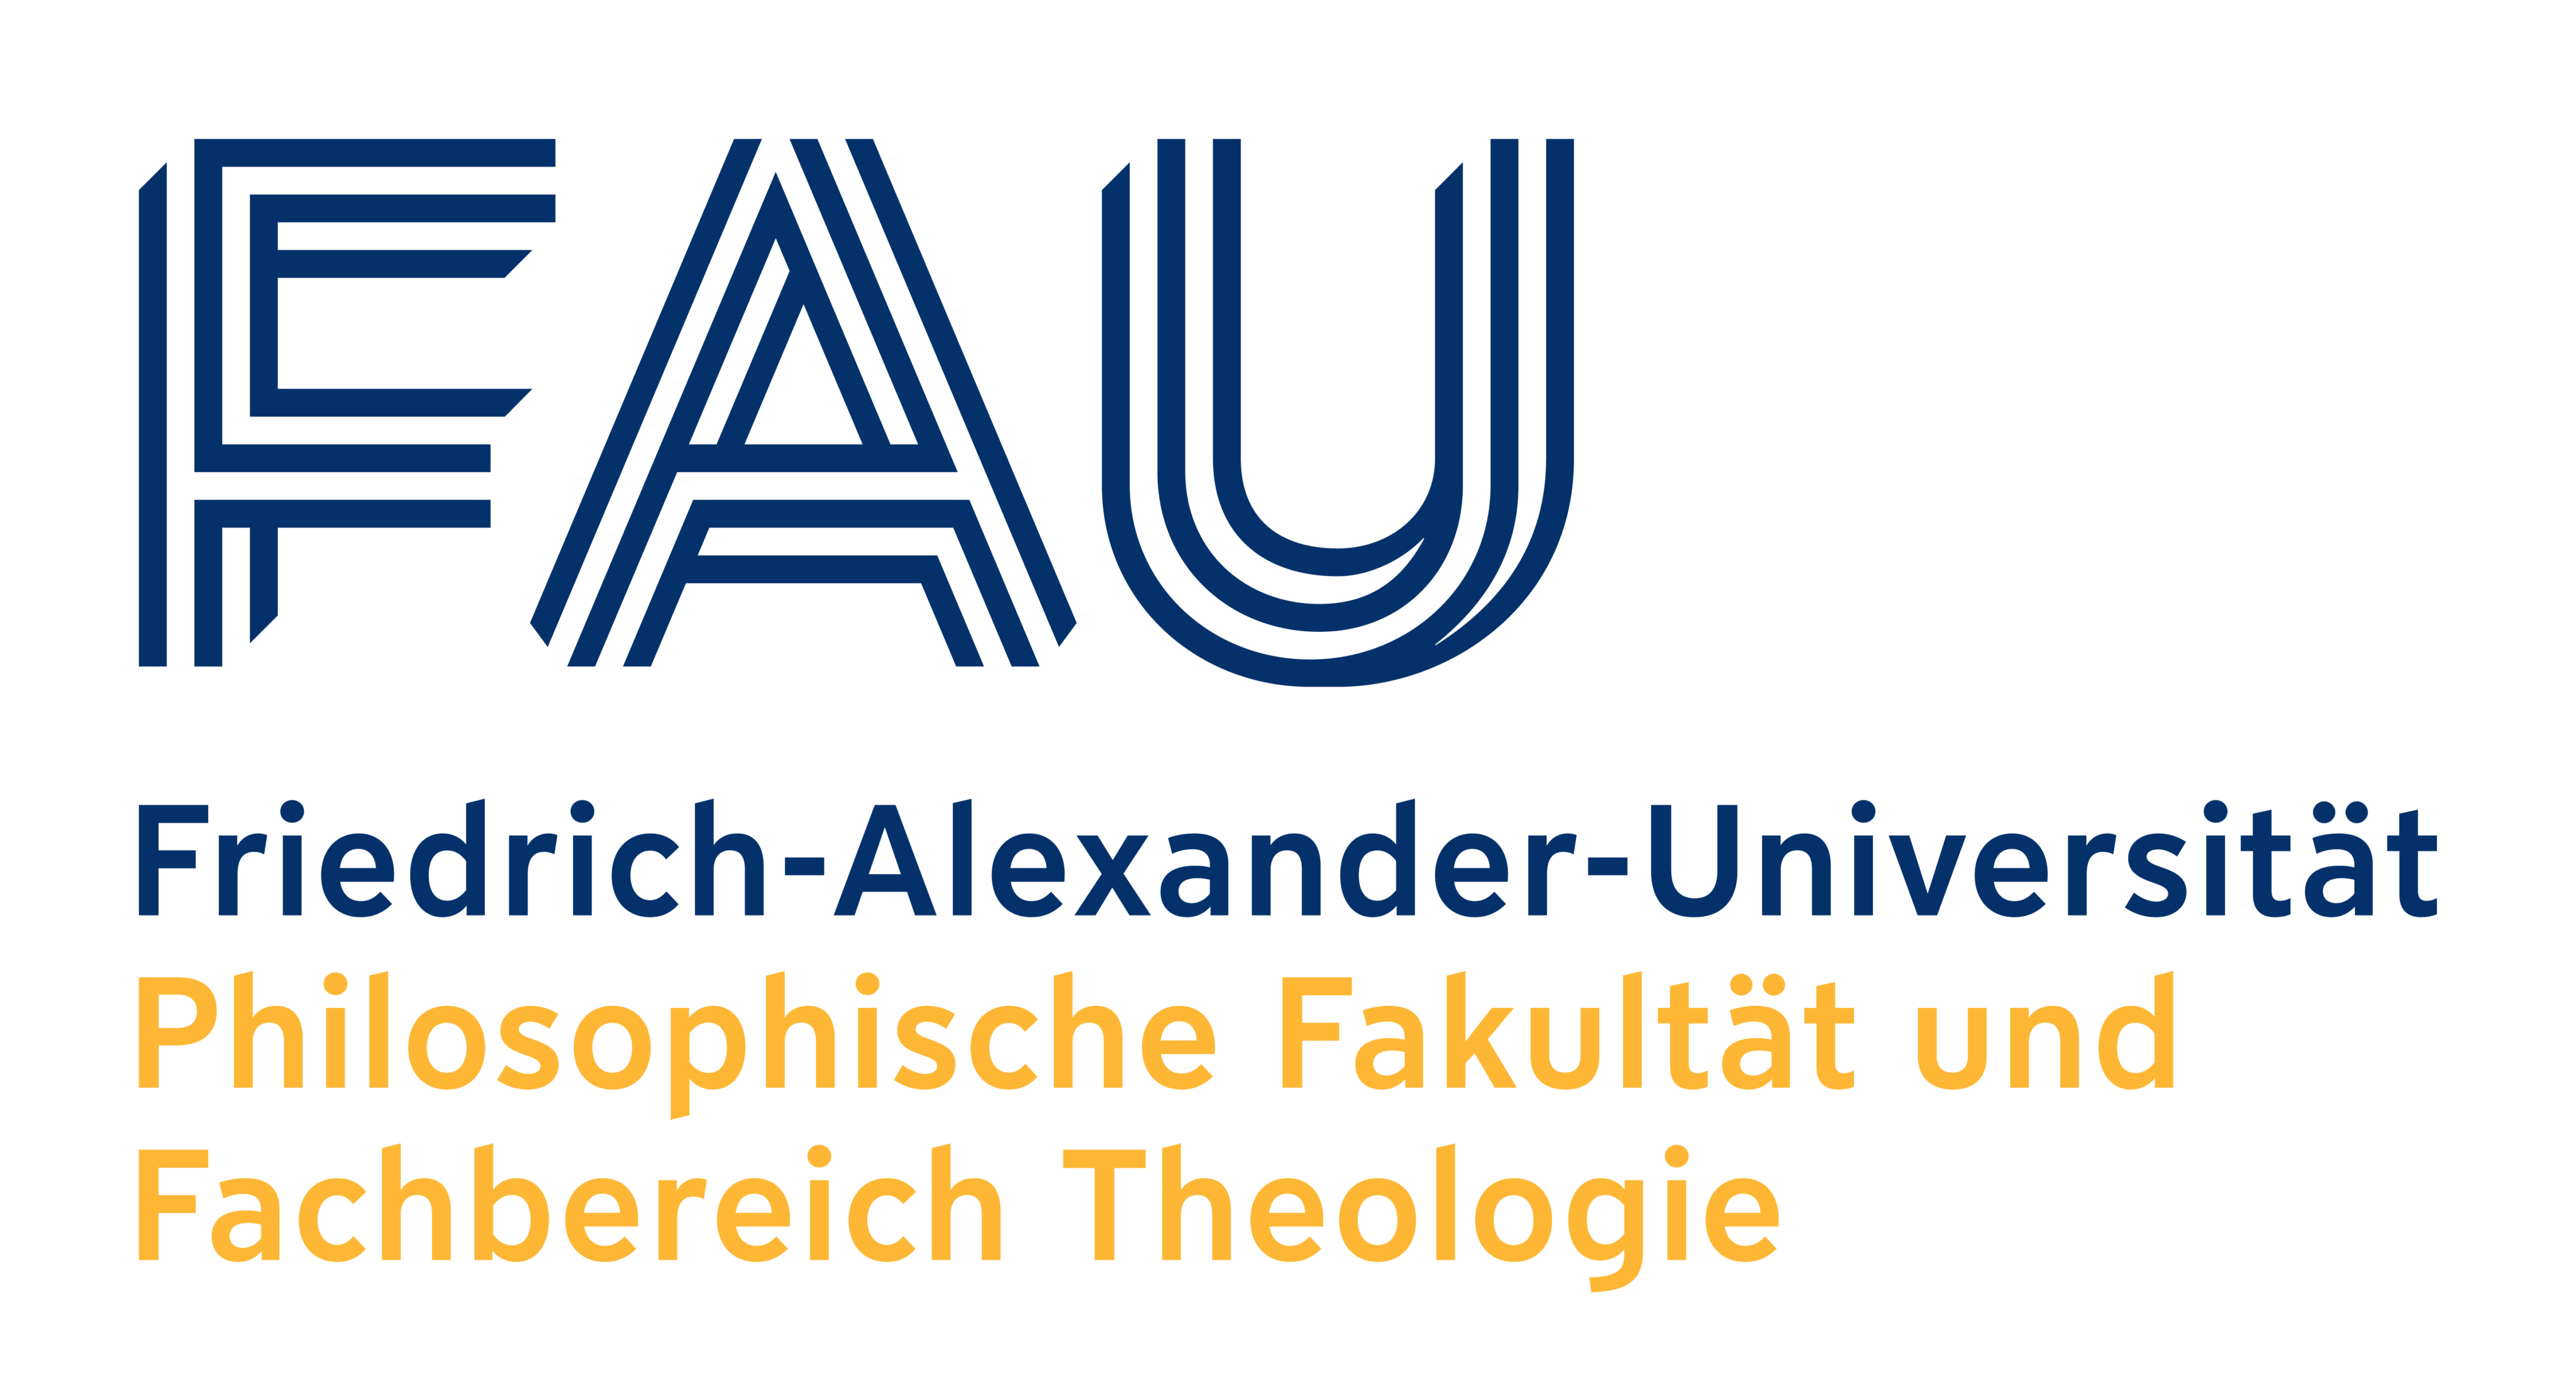 FAU
Friedrich-Alexander-Universität
Philosophische Fakultät und
Fachbereich Theologie